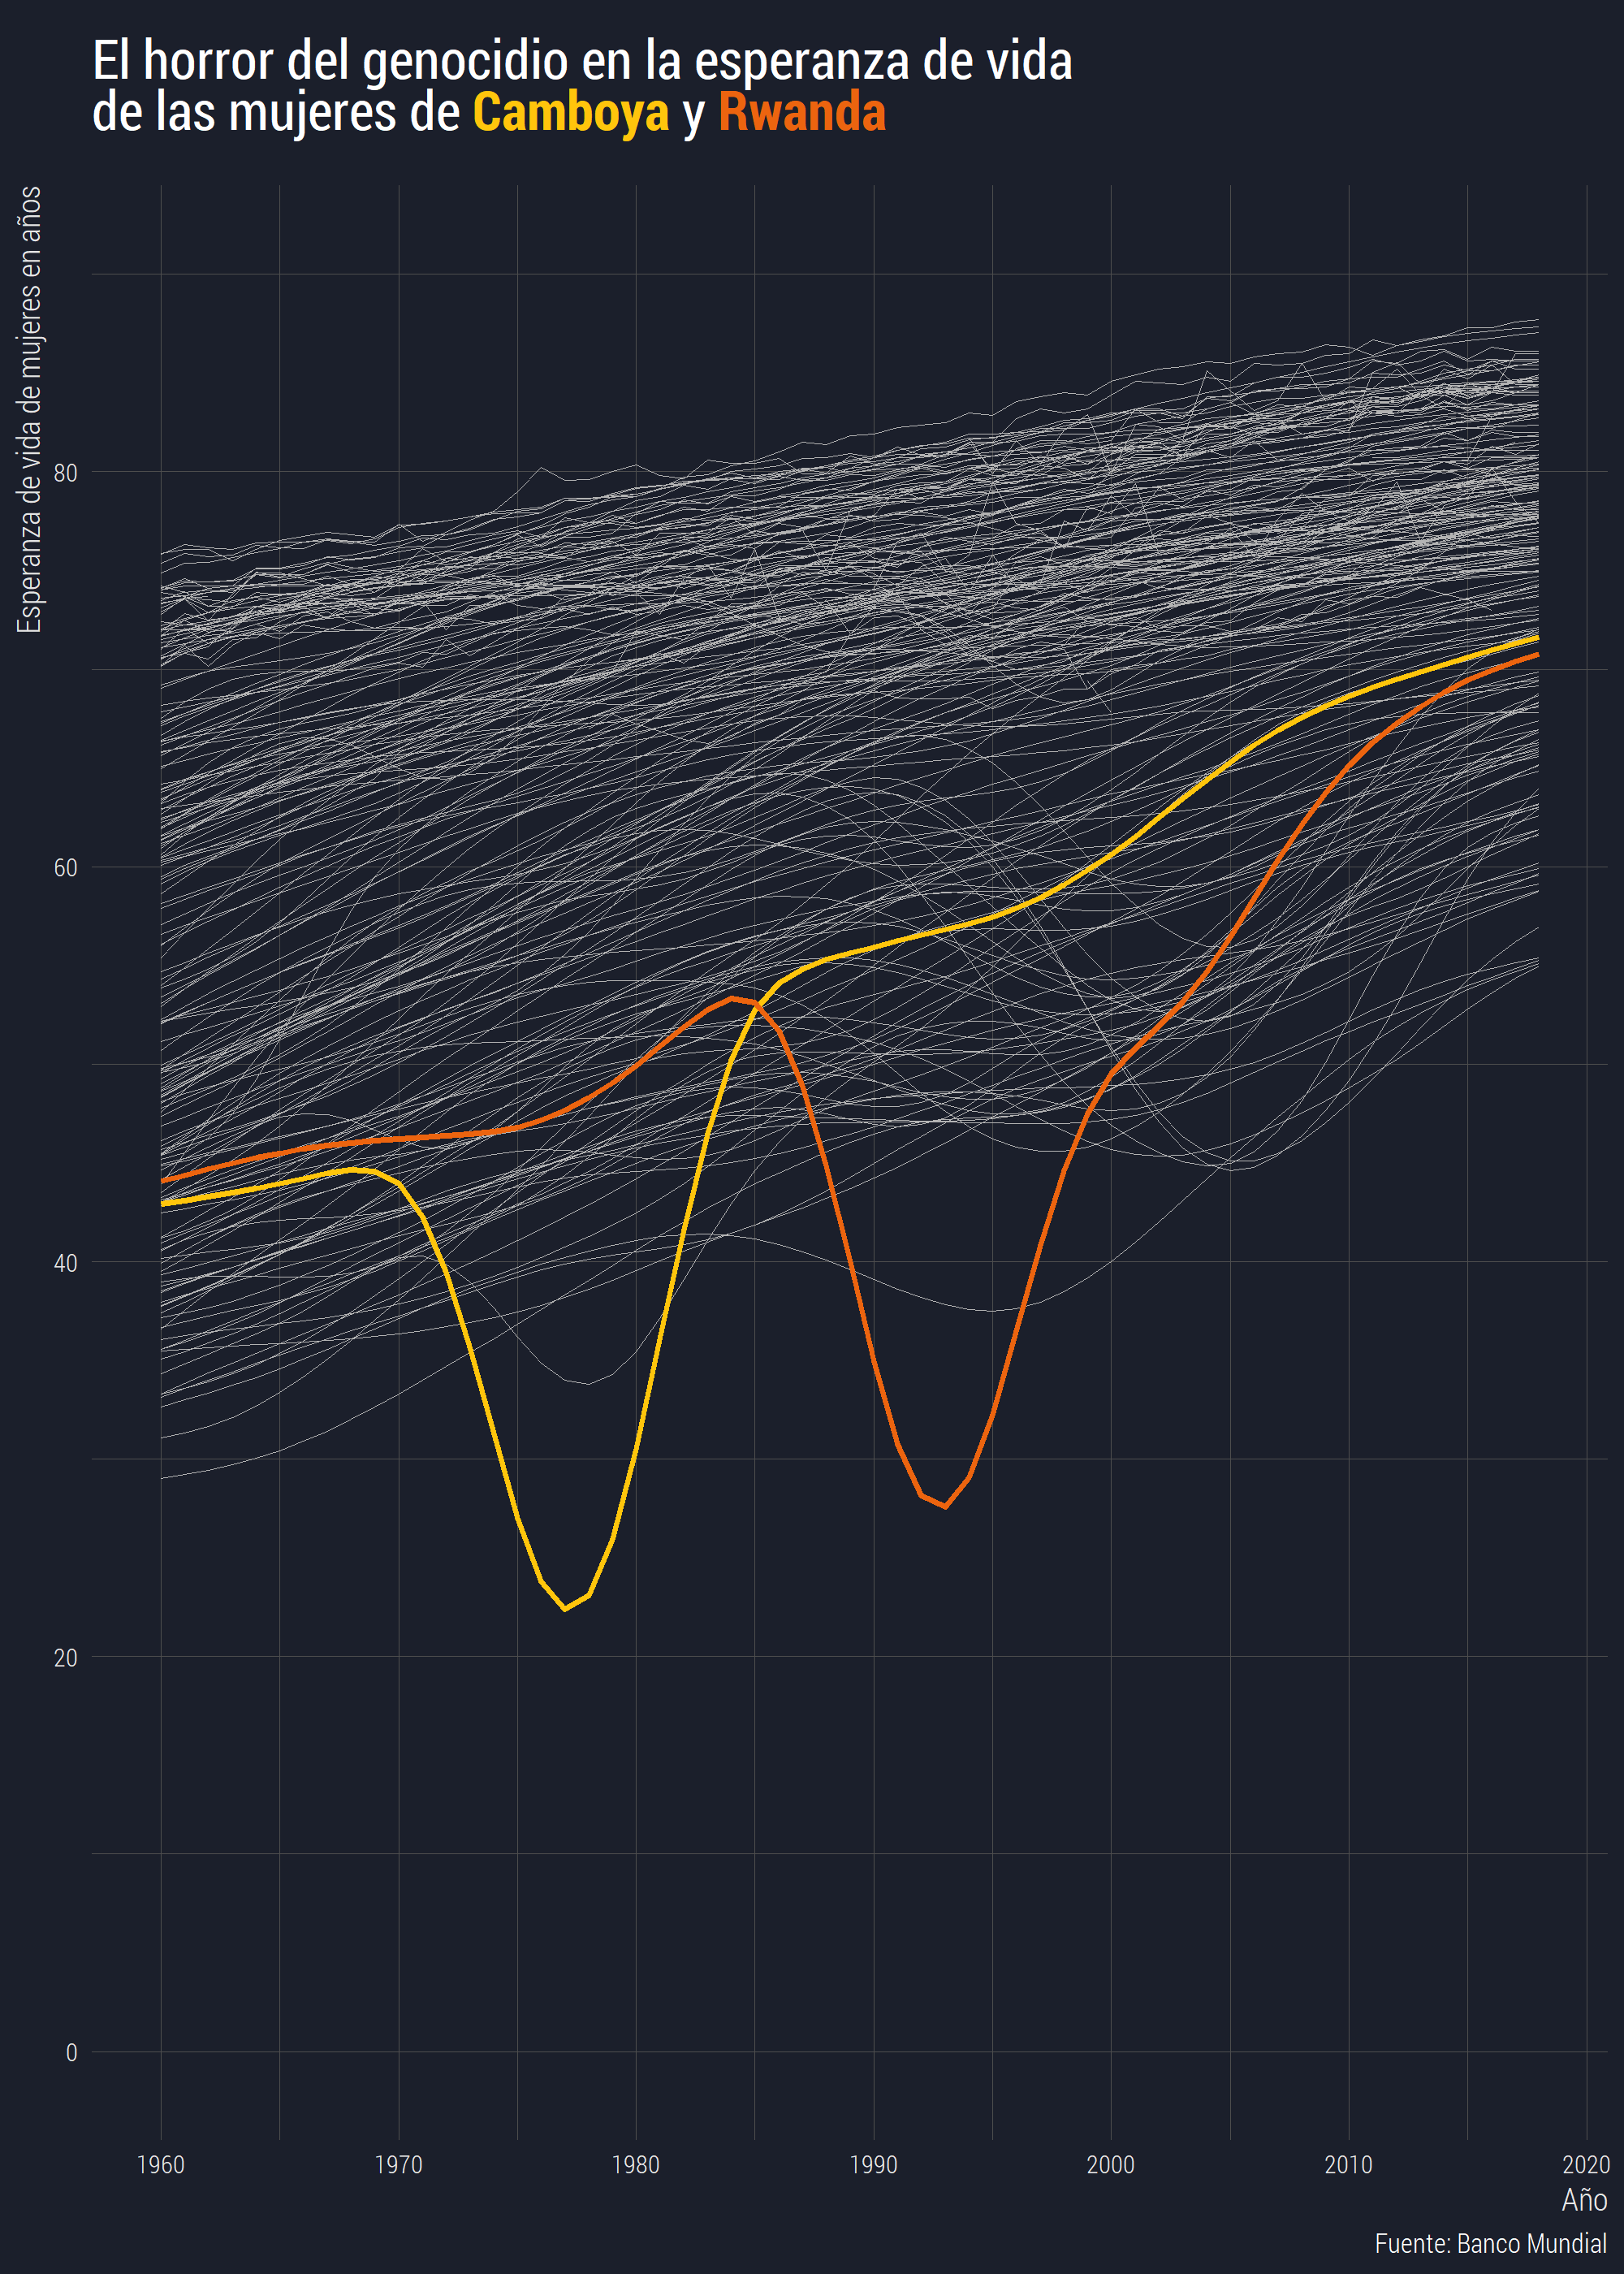 El horror del genocidio en la esperanza de vida
de las mujeres de Camboya y Rwanda
Esperanza de vida de mujeres en años
80
60
40
20
0
1960 1970 1980 1990 2000 2010 2020
Año
Fuente: Banco Mundial